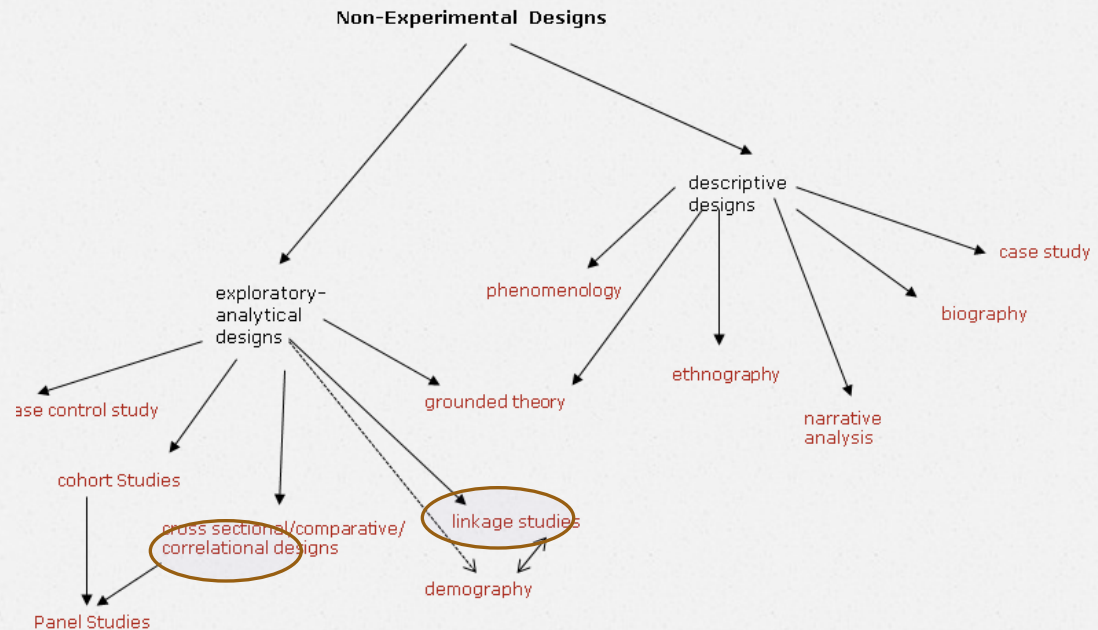 Non-Experimental Designs
descriptive
designs
case study
phenomenology
exploratory-
analytical
designs
biography
ethnography
grounded theory
ase control study
narrative
analysis
cohort Studies
linkage studies
cross sectional/comparative/
correlational designs
demography
Panel Studies